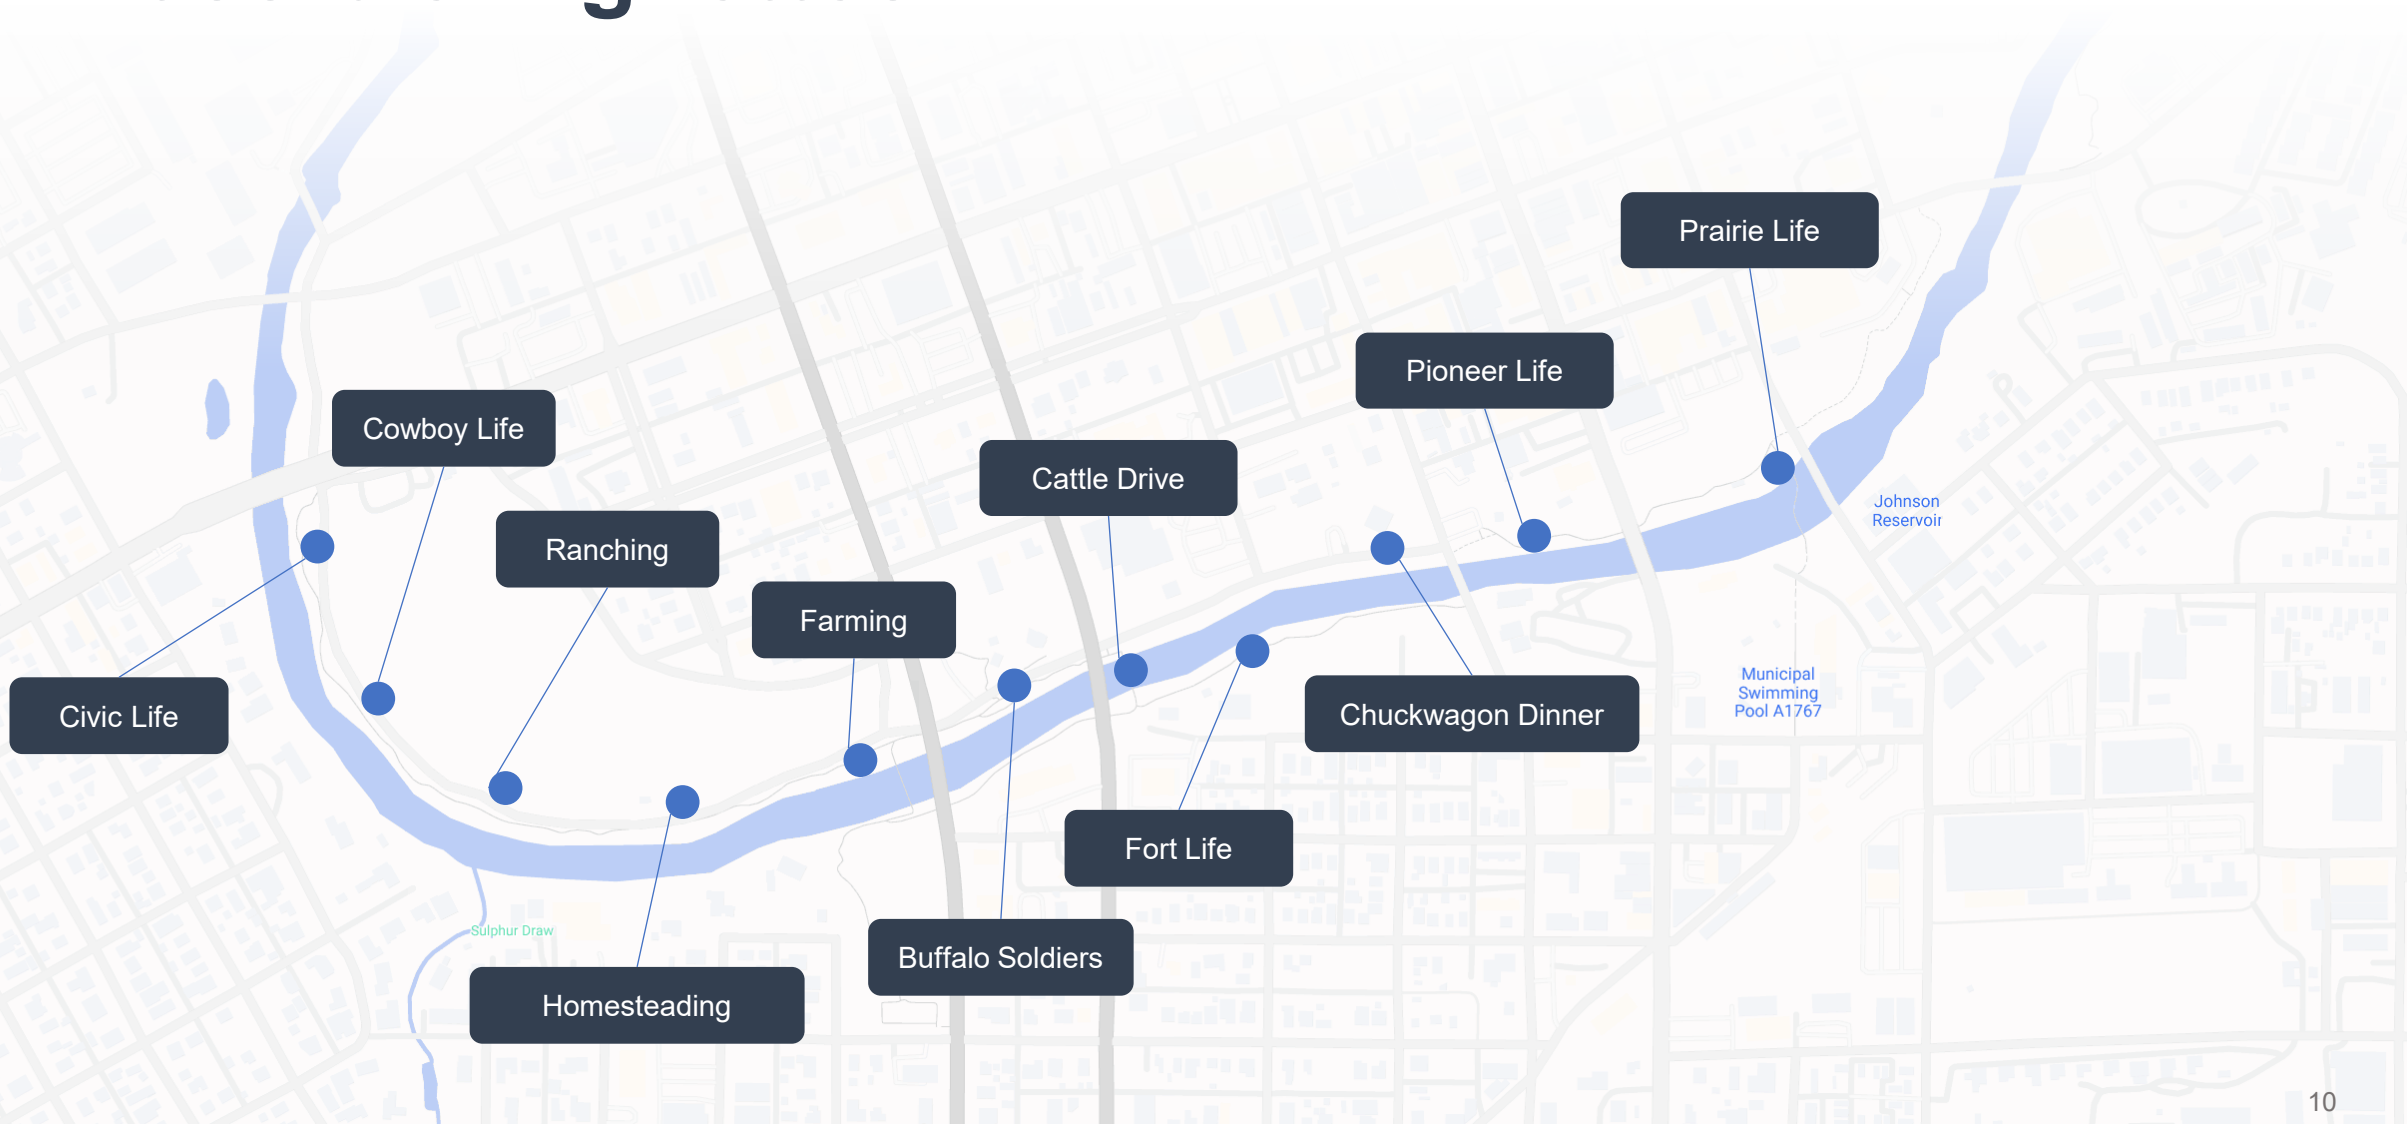 Prairie Life
Pioneer Life
Cowboy Life
Cattle Drive
Johnson
Reservoir
Ranching
Farming
Municipal
Swimming
Pool A1767
Civic Life
Chuckwagon Dinner
Fort Life
Sulphur Draw
Buffalo Soldiers
Homesteading
10